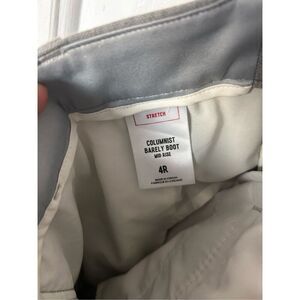 STRETCH
COLUMNIST
BARELY BOOT
MID RISE
4R